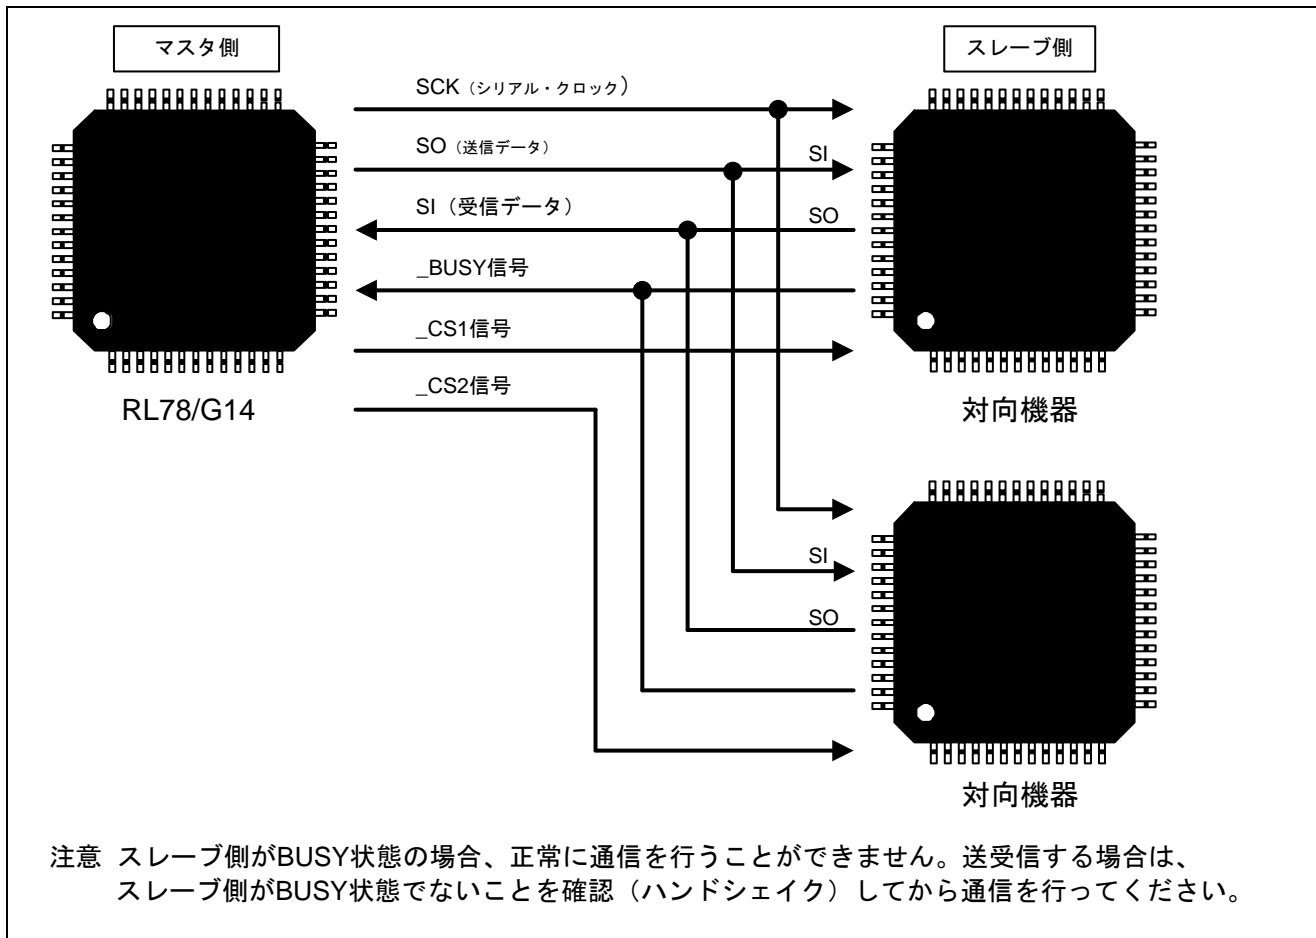 マスタ側
スレーブ側
SCK（シリアル・クロック）
SO（送信データ）
SI
SI（受信データ）
SO
_BUSY信号
_CS1信号
_CS2信号
RL78/G14
対向機器
SI
SO
対向機器
注意 スレーブ側がBUSY状態の場合、正常に通信を行うことができません。送受信する場合は、
スレーブ側がBUSY状態でないことを確認（ハンドシェイク）してから通信を行ってください。